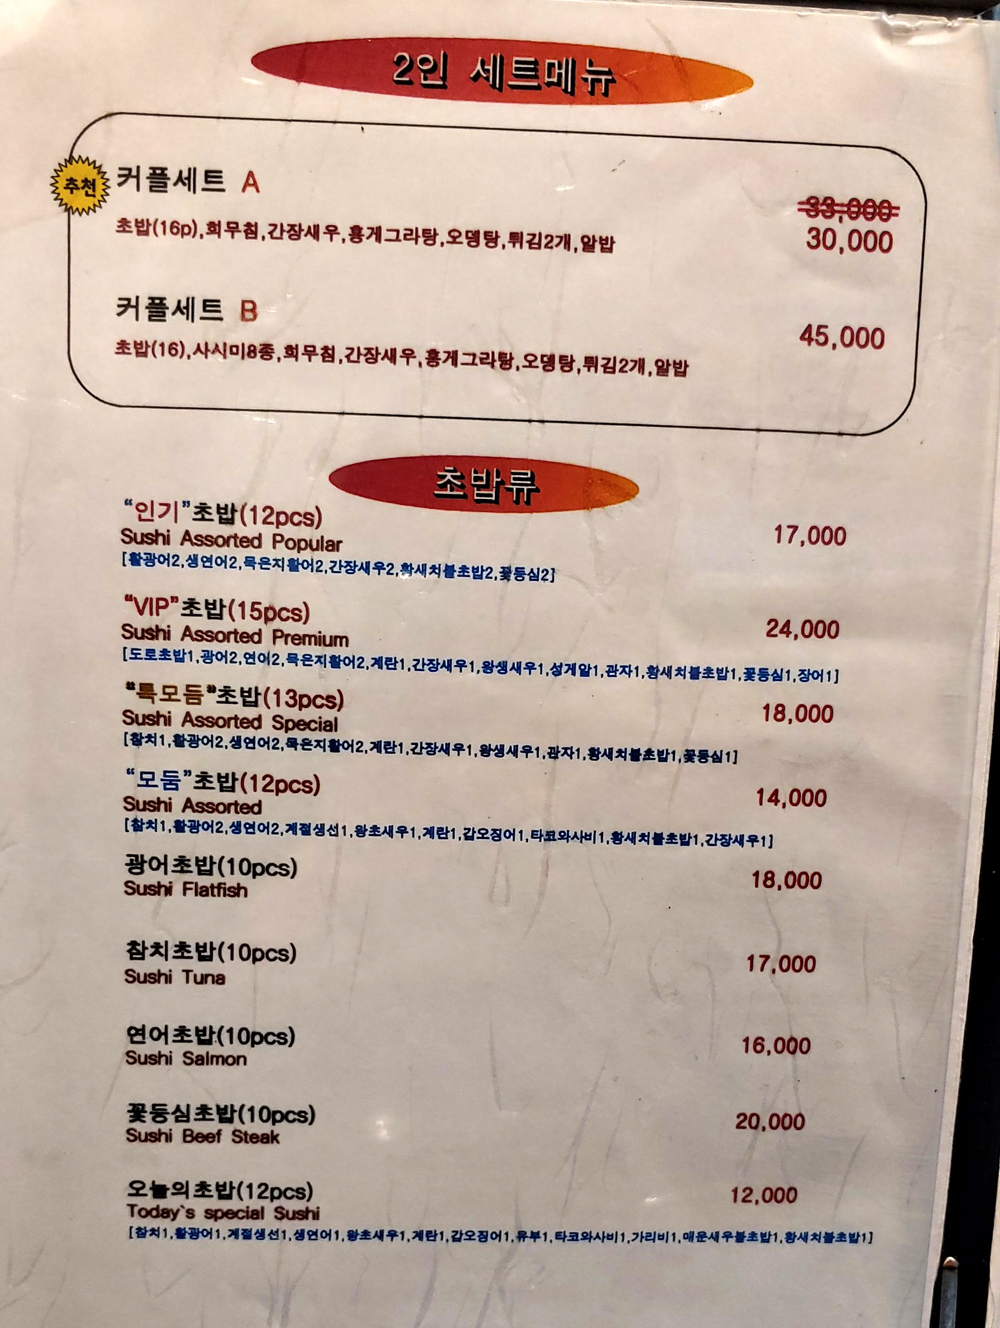 2인 세트메뉴
추천
커플세트 A
33,000
초밥(16p),회무침,간장새우,홍게그라탕,오뎅탕,튀김2개,알밥
30,000
커플세트 B
45,000
초밥(16),사시미8종,회무침,간장새우,홍게그라탕,오뎅탕,튀김2개,알밥
초밥류
"인기"초밥(12pcs)
Sushi Assorted Popular
17,000
[활광어2,생연어2,묵은지활어2,간장새우2,황새치불초밥2,꽃등심2]
"VIP"초밥(15pcs)
Sushi Assorted Premium
24,000
[도로초밥1,광어2,연어2,묵은지활어2,계란1,간장새우1,왕생새우1,성게알1,관자1,황새치불초밥1,꽃등심1,장어1]
"특모듬"초밥(13pcs)
Sushi Assorted Special
18,000
[참치1,활광어2,생연어2,묵은지활어2,계란1,간장새우1,왕생새우1,관자1,황새치불초밥1,꽃등심1]
"모둠"초밥(12pcs)
Sushi Assorted
14,000
[참치1,활광어2,생연어2,계절생선1,왕초새우1,계란1,갑오징어1,타코와사비1,황새치불초밥1,간장새우1]
광어초밥(10pcs)
Sushi Flatfish
18,000
참치초밥(10pcs)
Sushi Tuna
17,000
연어초밥(10pcs)
Sushi Salmon
16,000
꽃등심초밥(10pcs)
Sushi Beef Steak
20,000
오늘의초밥(12pcs)
Today`s special Sushi
12,000
[참치1,활광어1,계절생선1,생연어1,왕초새우1,계란1,갑오징어1,유부1,타코와사비1,가리비1,매운새우불초밥1,황새치불초밥1]